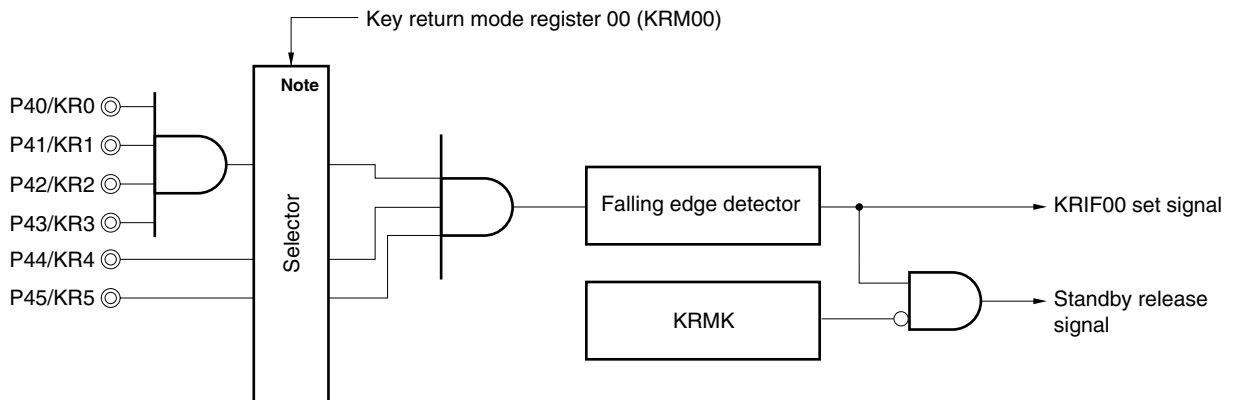 Key return mode register 00 (KRM00)
Note
P40/KR0
P41/KR1
P42/KR2
P43/KR3
P44/KR4
P45/KR5
Selector
Falling edge detector
KRIF00 set signal
KRMK
Standby release
signal